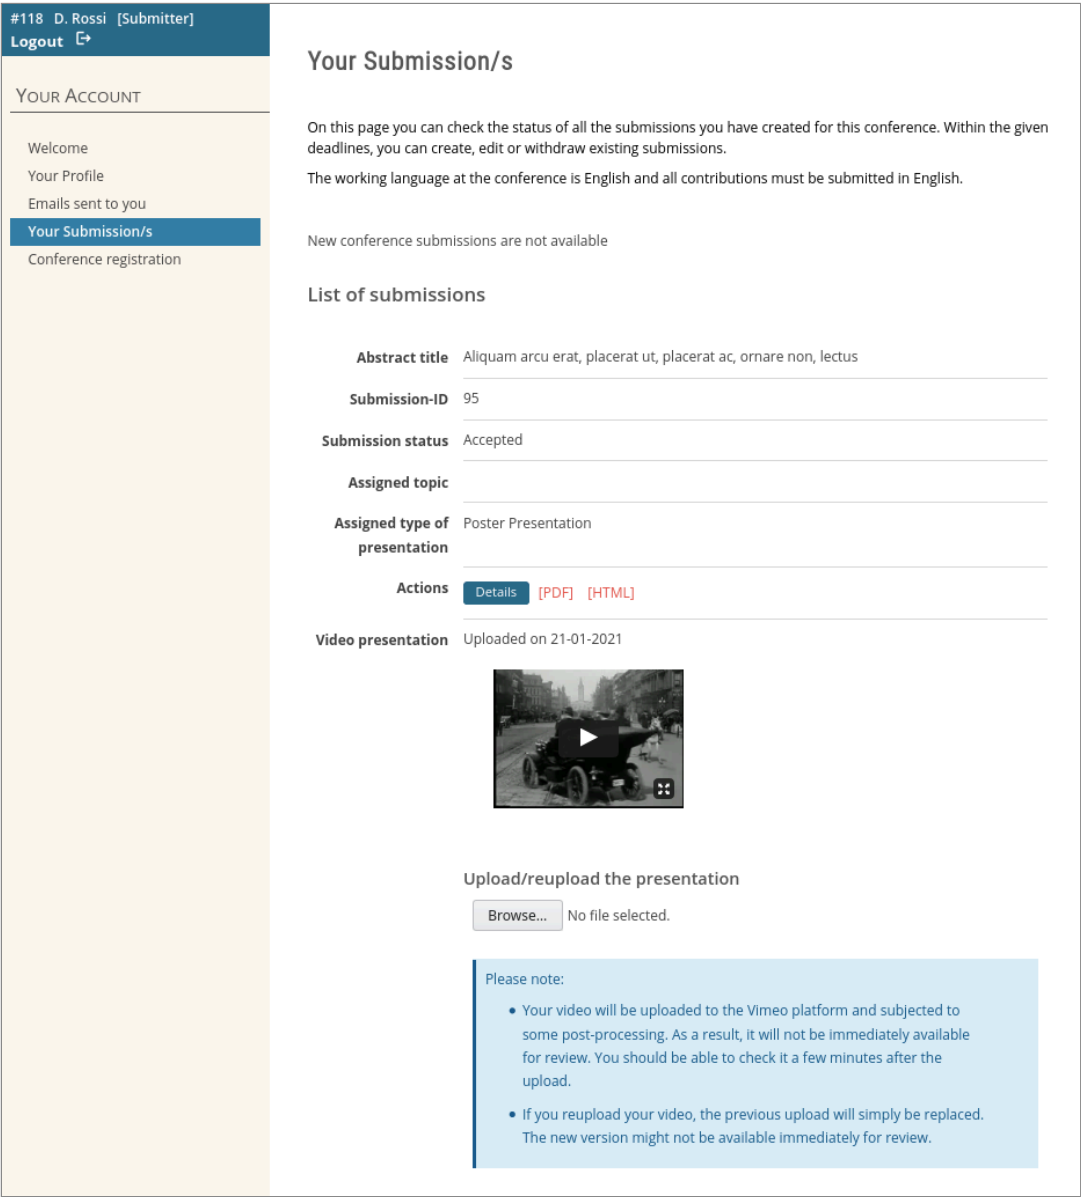 #118 D. Rossi [Submitter]
Logout
YOUR ACCOUNT
Welcome
Your Profile
Emails sent to you
Your Submission/s
Conference registration
Your Submission/s
On this page you can check the status of all the submissions you have created for this conference. Within the given
deadlines, you can create, edit or withdraw existing submissions.
The working language at the conference is English and all contributions must be submitted in English.
New conference submissions are not available
List of submissions
Abstract title Aliquam arcu erat, placerat ut, placerat ac, ornare non, lectus
Submission-ID 95
Submission status Accepted
Assigned topic
Assigned type of Poster Presentation
presentation
Actions Details [PDF] [HTML]
Video presentation Uploaded on 21-01-2021
Upload/reupload the presentation
Browse... No file selected.
Please note:
• Your video will be uploaded to the Vimeo platform and subjected to
some post-processing. As a result, it will not be immediately available
for review. You should be able to check it a few minutes after the
upload.
• If you reupload your video, the previous upload will simply be replaced.
The new version might not be available immediately for review.